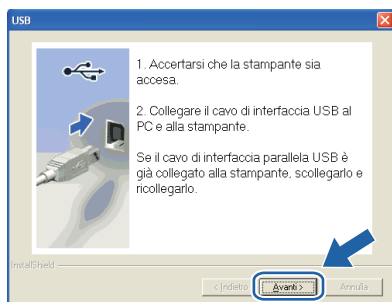 USB
1. Accertarsi che la stampante sia
accesa.
2. Collegare il cavo di interfaccia USB al
PC e alla stampante.
Se il cavo di interfaccia parallela USB è
già collegato alla stampante, scollegarlo e
ricollegarlo.
InstallShield
< Indietro Avanti > Annulla